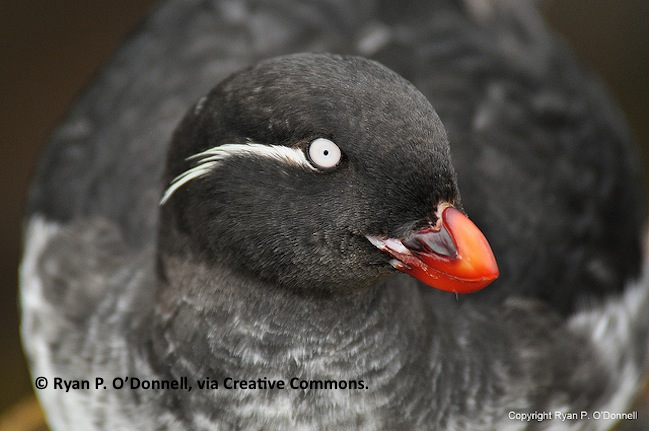 © Ryan P. O’Donnell, via Creative Commons.
Copyright Ryan P. O'Donnell